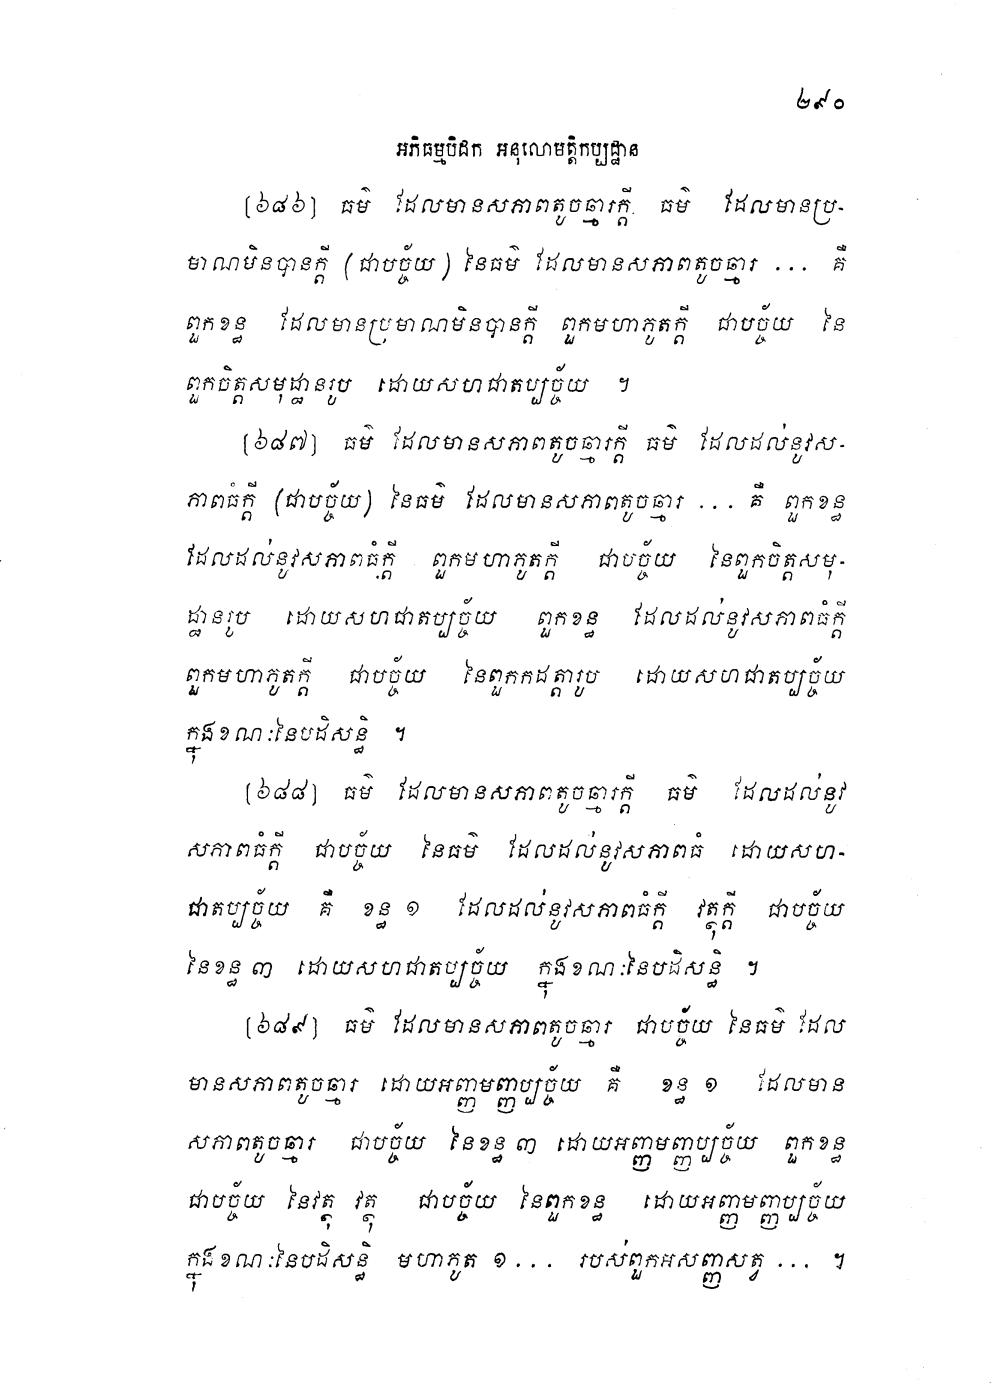 ២៩០
អភិធម្មបិដក អនុលោមត្តិកប្បដ្ឋាន
[៦៨៦] ធម៌ ដែលមានសភាពតូចឆ្មារក្តី ធម៌ ដែលមានប្រ-
មាណមិនបានក្តី (ជាបច្ច័យ) នៃធម៌ ដែលមានសភាពតូចឆ្មារ ... គឺ
ពួកខន្ធ ដែលមានប្រមាណមិនបានក្តី ពួកមហាភូតក្តី ជាបច្ច័យ នៃ
ពួកចិត្តសមុដ្ឋានរូប ដោយសហជាតប្បច្ច័យ ។
[៦៨៧] ធម៌ ដែលមានសភាពតូចឆ្មារក្តី ធម៌ ដែលដល់នូវស-
ភាពធំក្តី (ជាបច្ច័យ) នៃធម៌ ដែលមានសភាពតូចឆ្មារ ... គឺ ពួកខន្ធ
ដែលដល់នូវសភាពធំក្តី ពួកមហាភូតក្តី ជាបច្ច័យ នៃពួកចិត្តសមុ-
ដ្ឋានរូប ដោយសហជាតប្បច្ច័យ ពួកខន្ធ ដែលដល់នូវសភាពធំក្តី
ពួកមហាភូតក្តី ជាបច្ច័យ នៃពួកកដត្តារូប ដោយសហជាតប្បច្ច័យ
ក្នុងខណៈនៃបដិសន្ធិ ។
[៦៨៨] ធម៌ ដែលមានសភាពតូចឆ្មារក្តី ធម៌ ដែលដល់នូវ
សភាពធំក្តី ជាបច្ច័យ នៃធម៌ ដែលដល់នូវសភាពធំ ដោយសហ-
ជាតប្បច្ច័យ គឺ ខន្ធ ១ ដែលដល់នូវសភាពធំក្តី វត្ថុក្តី ជាបច្ច័យ
នៃខន្ធ ៣ ដោយសហជាតប្បច្ច័យ ក្នុងខណៈនៃបដិសន្ធិ ។
[៦៨៩] ធម៌ ដែលមានសភាពតូចឆ្មារ ជាបច្ច័យ នៃធម៌ ដែល
មានសភាពតូចឆ្មារ ដោយអញ្ញមញ្ញប្បច្ច័យ គឺ ខន្ធ ១ ដែលមាន
សភាពតូចឆ្មារ ជាបច្ច័យ នៃខន្ធ ៣ ដោយអញ្ញមញ្ញប្បច្ច័យ ពួកខន្ធ
ជាបច្ច័យ នៃវត្ថុ វត្ថុ ជាបច្ច័យ នៃពួកខន្ធ ដោយអញ្ញមញ្ញប្បច្ច័យ
ក្នុងខណៈនៃបដិសន្ធិ មហាភូត ១ ... របស់ពួកអសញ្ញសត្វ ... ។